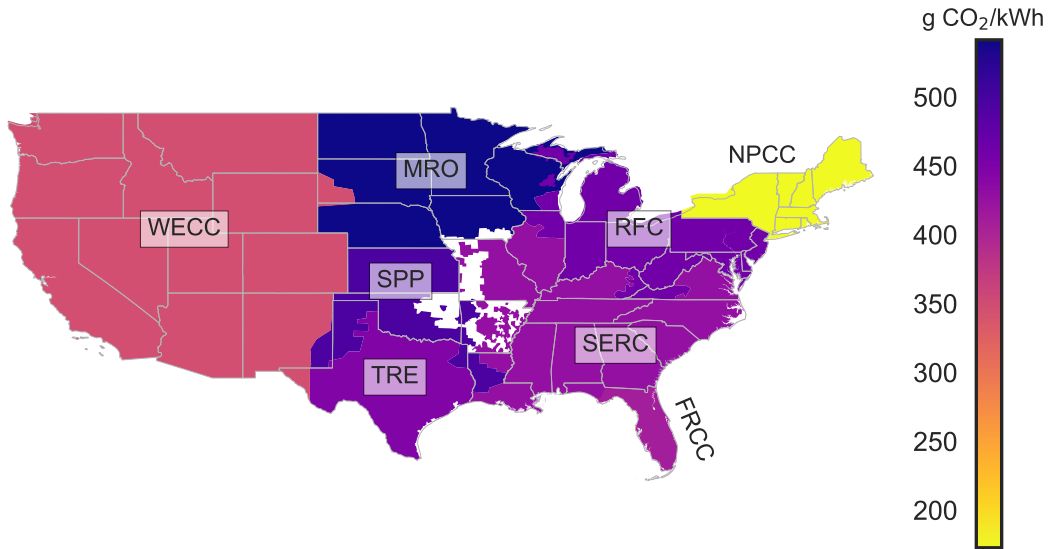 g CO₂/kWh
500
450
400
350
300
250
200
NPCC
MRO
WECC
RFC
SPP
SERC
TRE
FRCC